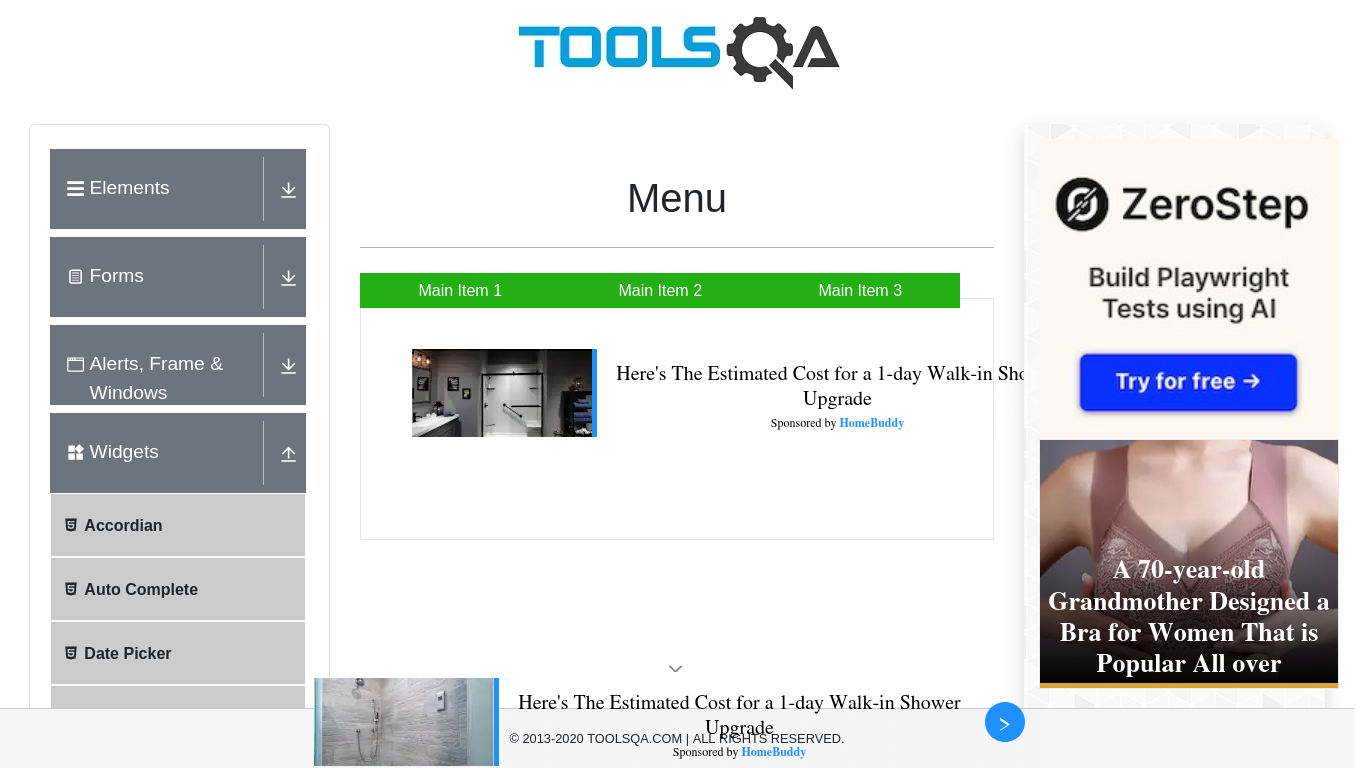 TOOLSQA
Elements
Forms
Alerts, Frame &
Windows
Widgets
Accordian
Auto Complete
Date Picker
Menu
Main Item 1
Main Item 2
Main Item 3
Here's The Estimated Cost for a 1-day Walk-in Sho
Upgrade
Sponsored by HomeBuddy
ZeroStep
Build Playwright
Tests using AI
Try for free →
A 70-year-old
Grandmother Designed a
Bra for Women That is
Popular All over
Here's The Estimated Cost for a 1-day Walk-in Shower
Upgrade
© 2013-2020 TOOLSQA.COM | ALL RIGHTS RESERVED.
Sponsored by HomeBuddy